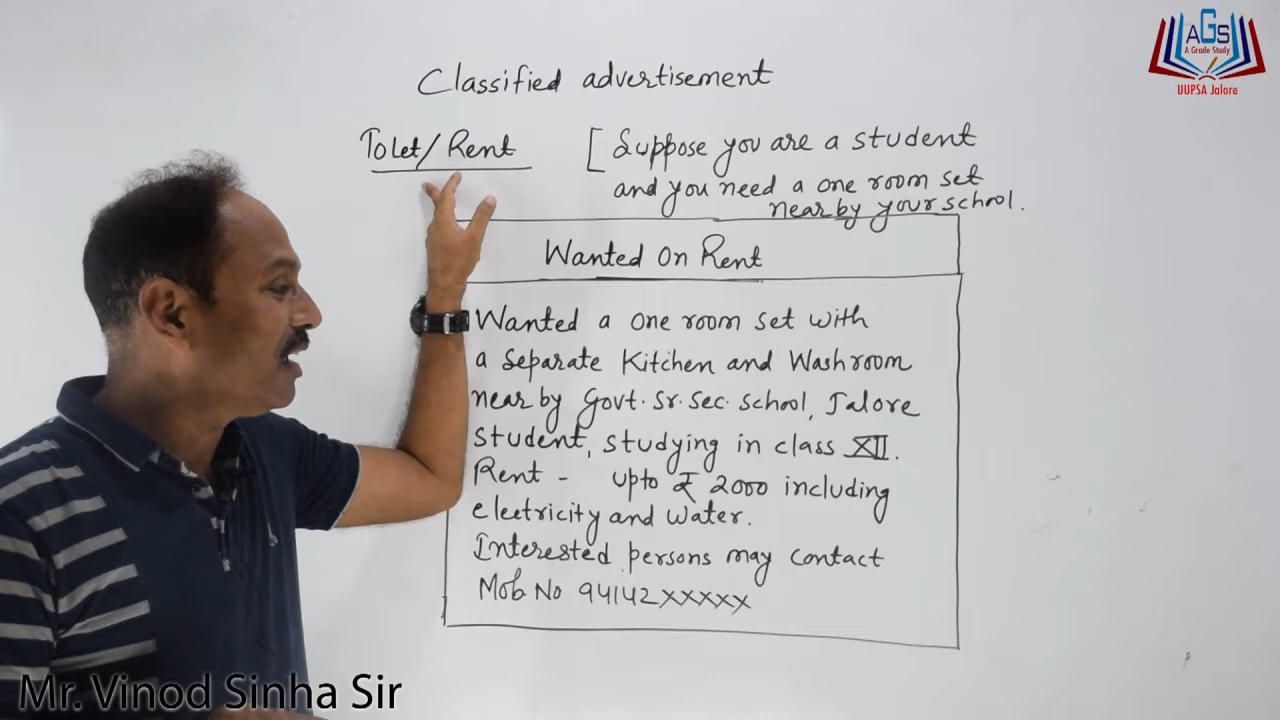 Classified advertisement
To Let / Rent
[ Suppose you are a student
and you need a one room set
near by your school.
Wanted On Rent
Wanted a one room set with
a separate Kitchen and Washroom
near by Govt. Sr. Sec. School, Jalore
Student, studying in class XII.
Rent - upto ₹ 2000 including
electricity and water.
Interested persons may contact
Mob No 94142XXXXX
AGS
A Grade Study
UUPSA Jalore
Mr. Vinod Sinha Sir